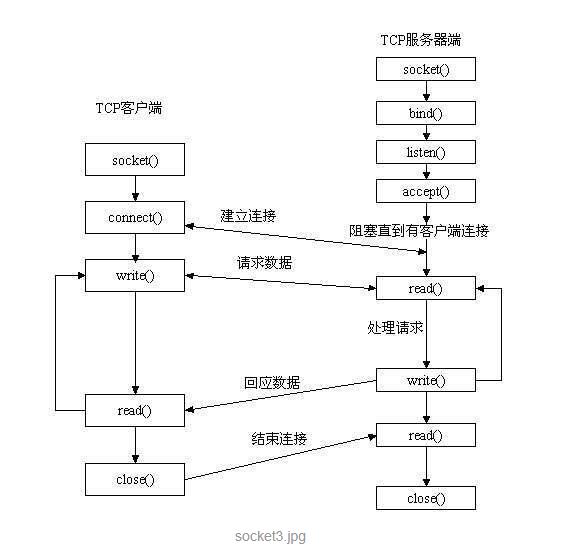 TCP服务器端
socket()
TCP客户端
bind()
listen()
socket()
accept()
connect()
建立连接
阻塞直到有客户端连接
请求数据
write()
read()
处理请求
回应数据
write()
read()
结束连接
read()
close()
close()
socket3.jpg